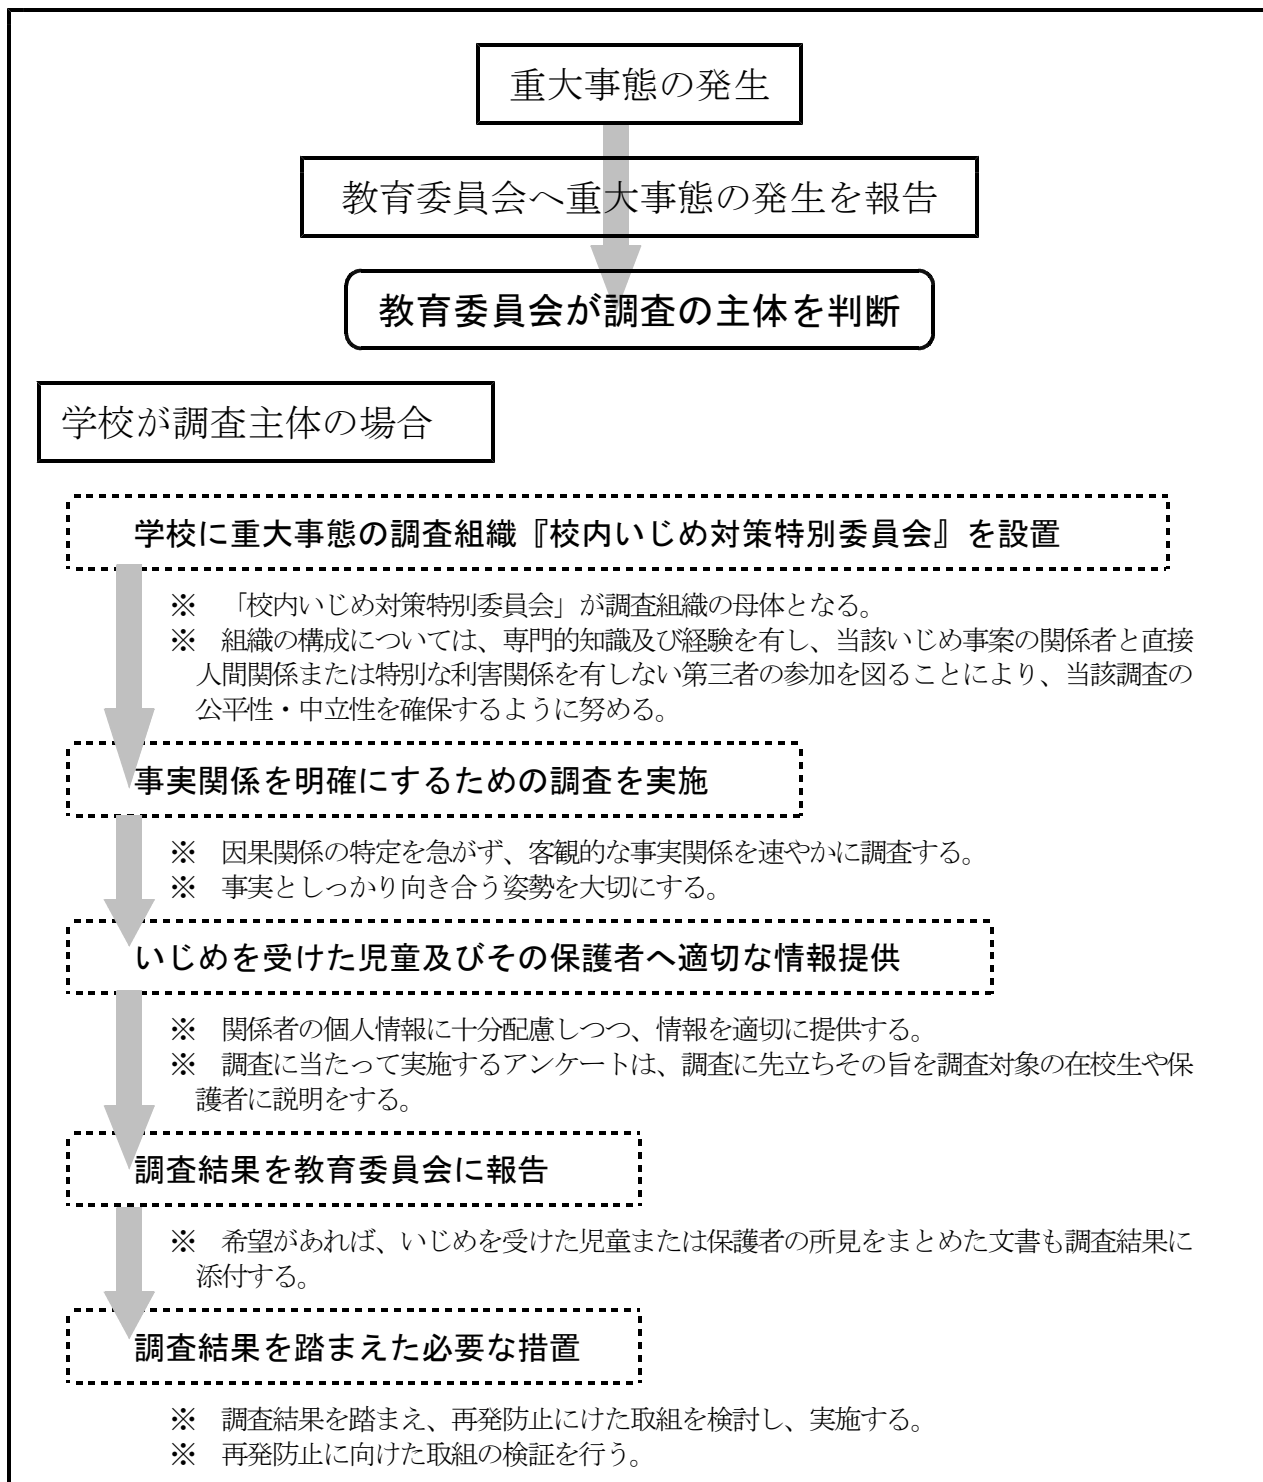 重大事態の発生
教育委員会へ重大事態の発生を報告
教育委員会が調査の主体を判断
学校が調査主体の場合
学校に重大事態の調査組織『校内いじめ対策特別委員会』を設置
※　「校内いじめ対策特別委員会」が調査組織の母体となる。
※　組織の構成については、専門的知識及び経験を有し、当該いじめ事案の関係者と直接
人間関係または特別な利害関係を有しない第三者の参加を図ることにより、当該調査の
公平性・中立性を確保するように努める。
事実関係を明確にするための調査を実施
※　因果関係の特定を急がず、客観的な事実関係を速やかに調査する。
※　事実としっかり向き合う姿勢を大切にする。
いじめを受けた児童及びその保護者へ適切な情報提供
※　関係者の個人情報に十分配慮しつつ、情報を適切に提供する。
※　調査に当たって実施するアンケートは、調査に先立ちその旨を調査対象の在校生や保
護者に説明をする。
調査結果を教育委員会に報告
※　希望があれば、いじめを受けた児童または保護者の所見をまとめた文書も調査結果に
添付する。
調査結果を踏まえた必要な措置
※　調査結果を踏まえ、再発防止にけた取組を検討し、実施する。
※　再発防止に向けた取組の検証を行う。